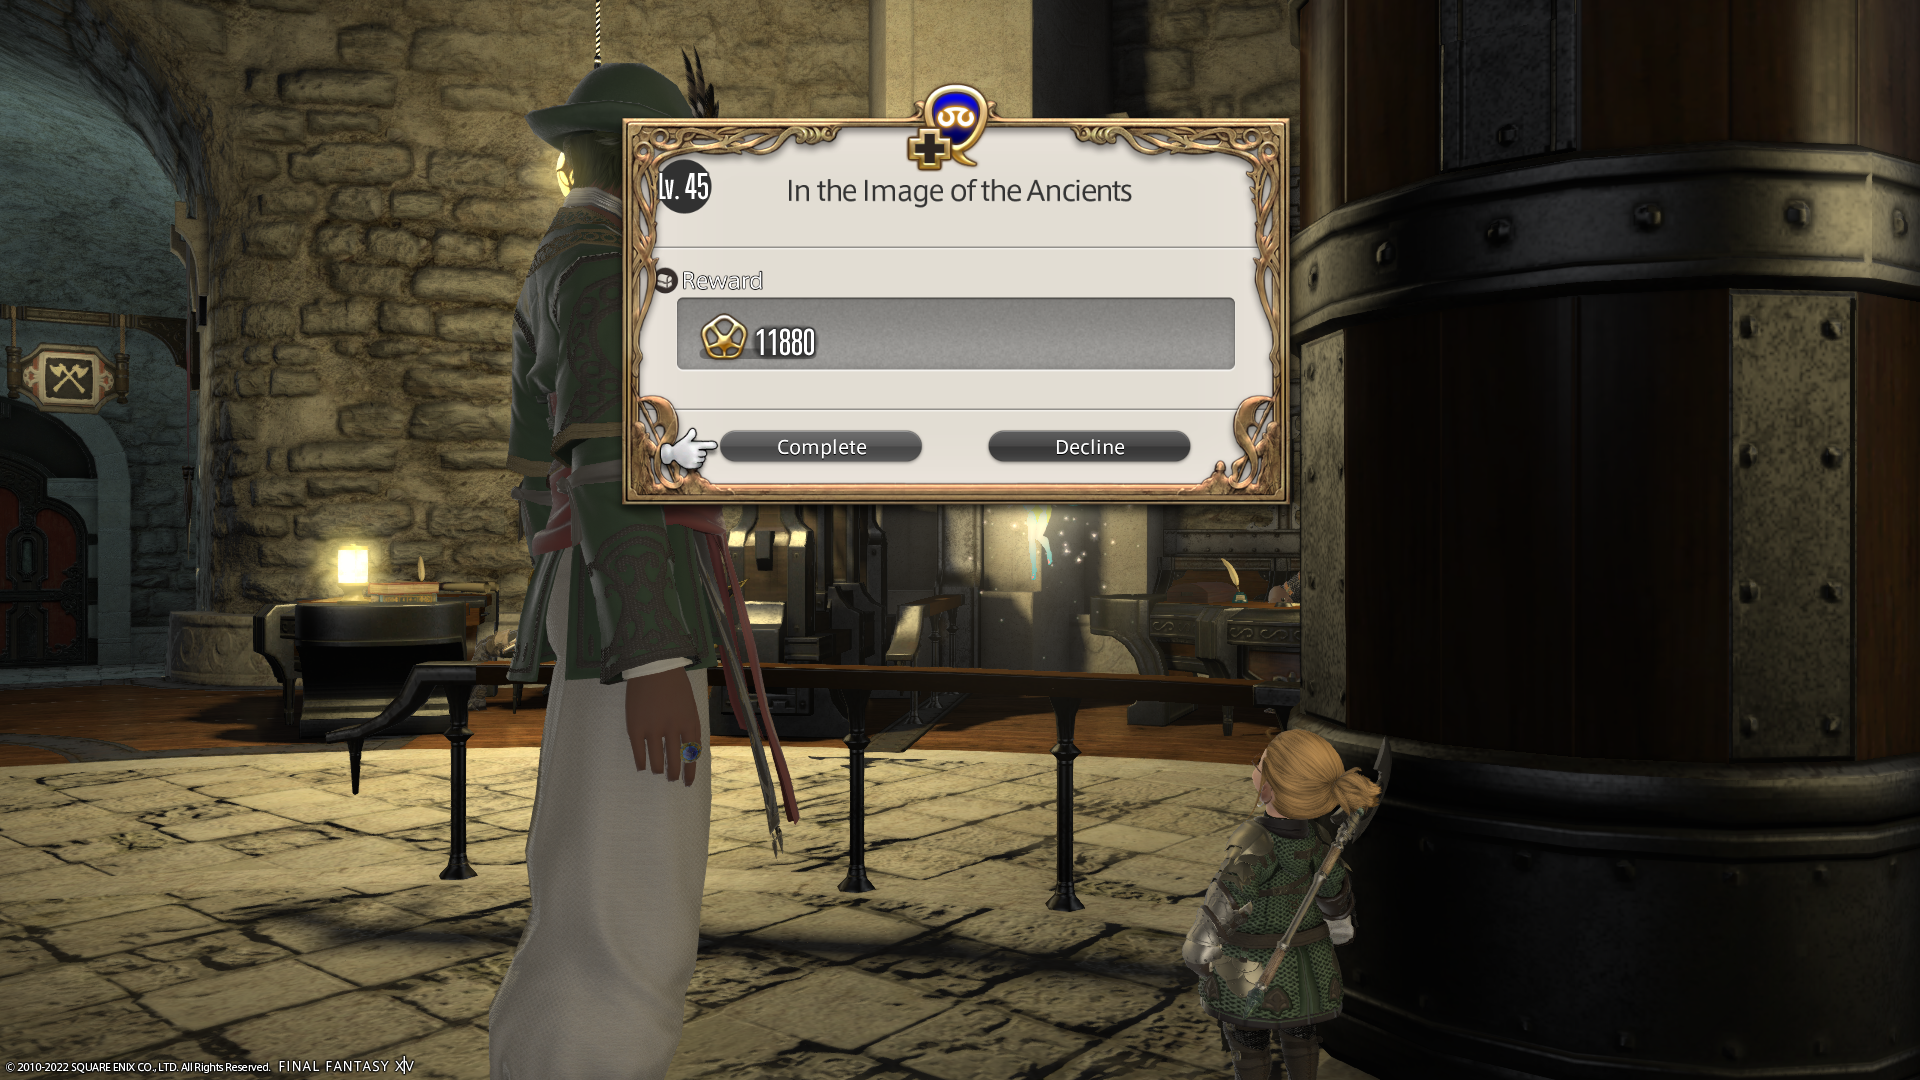 Lv. 45
In the Image of the Ancients
Reward
11880
Complete
Decline
© 2010-2022 SQUARE ENIX CO., LTD. All Rights Reserved. FINAL FANTASY XIV